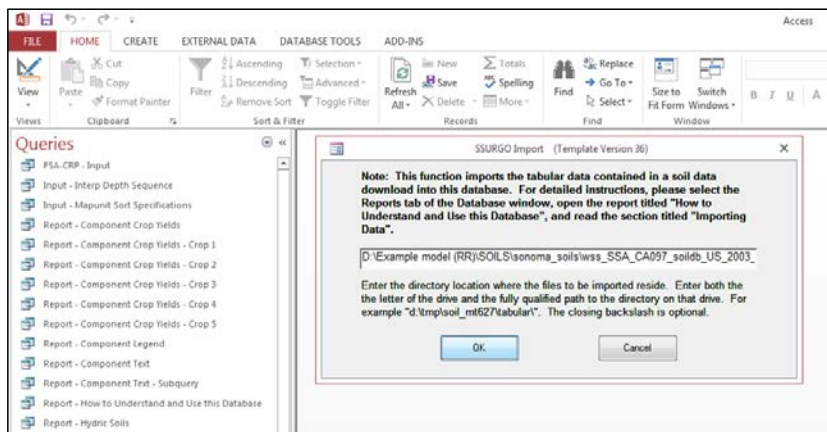 Access
FILE HOME CREATE EXTERNAL DATA DATABASE TOOLS ADD-INS
View
Paste
Cut
Copy
Format Painter
Filter
Ascending
Descending
Remove Sort
Selection
Advanced
Toggle Filter
Refresh
All
New
Save
Delete
Totals
Spelling
More
Find
Replace
Go To
Select
Size to
Fit Form
Switch
Windows
B I U A
Views Clipboard Sort & Filter Records Find Window
Queries
FSA-CRP - Input
Input - Interp Depth Sequence
Input - Mapunit Sort Specifications
Report - Component Crop Yields
Report - Component Crop Yields - Crop 1
Report - Component Crop Yields - Crop 2
Report - Component Crop Yields - Crop 3
Report - Component Crop Yields - Crop 4
Report - Component Crop Yields - Crop 5
Report - Component Legend
Report - Component Text
Report - Component Text - Subquery
Report - How to Understand and Use this Database
Report - Hydric Soils
SSURGO Import (Template Version 36)
Note: This function imports the tabular data contained in a soil data
download into this database. For detailed instructions, please select the
Reports tab of the Database window, open the report titled "How to
Understand and Use this Database", and read the section titled "Importing
Data".
D:\Example model (RR)\SOILS\sonoma_soils\wss_SSA_CA097_soildb_US_2003_
Enter the directory location where the files to be imported reside. Enter both the
the letter of the drive and the fully qualified path to the directory on that drive. For
example "d:\tmp\soil_mt627\tabular\". The closing backslash is optional.
OK Cancel